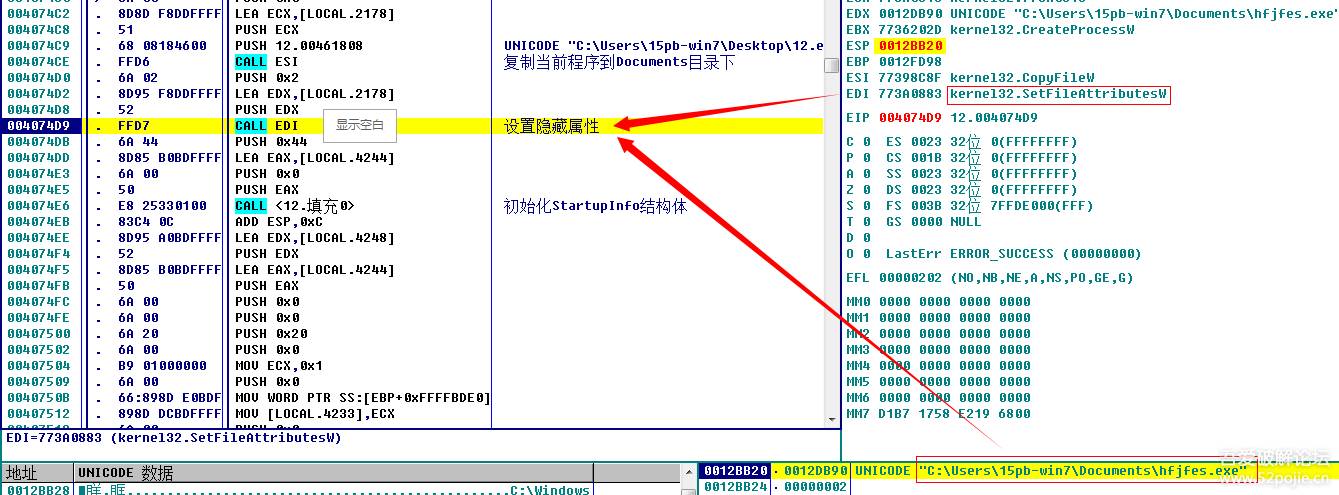 004074C2 . 8D8D F8DDFFFF LEA ECX,[LOCAL.2178]
004074C8 . 51 PUSH ECX
004074C9 . 68 08184600 PUSH 12.00461808 UNICODE "C:\Users\15pb-win7\Desktop\12.e
004074CE . FFD6 CALL ESI 复制当前程序到Documents目录下
004074D0 . 6A 02 PUSH 0x2
004074D2 . 8D95 F8DDFFFF LEA EDX,[LOCAL.2178]
004074D8 . 52 PUSH EDX
004074D9 . FFD7 CALL EDI 设置隐藏属性
显示空白
004074DB . 6A 44 PUSH 0x44
004074DD . 8D85 B0BDFFFF LEA EAX,[LOCAL.4244]
004074E3 . 6A 00 PUSH 0x0
004074E5 . 50 PUSH EAX
004074E6 . E8 25330100 CALL <12.填充0> 初始化StartupInfo结构体
004074EB . 83C4 0C ADD ESP,0xC
004074EE . 8D95 A0BDFFFF LEA EDX,[LOCAL.4248]
004074F4 . 52 PUSH EDX
004074F5 . 8D85 B0BDFFFF LEA EAX,[LOCAL.4244]
004074FB . 50 PUSH EAX
004074FC . 6A 00 PUSH 0x0
004074FE . 6A 00 PUSH 0x0
00407500 . 6A 20 PUSH 0x20
00407502 . 6A 00 PUSH 0x0
00407504 . B9 01000000 MOV ECX,0x1
00407509 . 6A 00 PUSH 0x0
0040750B . 66:898D E0BDF MOV WORD PTR SS:[EBP+0xFFFFBDE0]
00407512 . 898D DCBDFFFF MOV [LOCAL.4233],ECX
EDI=773A0883 (kernel32.SetFileAttributesW)
EDX 0012DB90 UNICODE "C:\Users\15pb-win7\Documents\hfjfes.exe"
EBX 7736202D kernel32.CreateProcessW
ESP 0012BB20
EBP 0012FD98
ESI 77398C8F kernel32.CopyFileW
EDI 773A0883 kernel32.SetFileAttributesW
EIP 004074D9 12.004074D9
C 0 ES 0023 32位 0(FFFFFFFF)
P 0 CS 001B 32位 0(FFFFFFFF)
A 0 SS 0023 32位 0(FFFFFFFF)
Z 0 DS 0023 32位 0(FFFFFFFF)
S 0 FS 003B 32位 7FFDE000(FFF)
T 0 GS 0000 NULL
D 0
O 0 LastErr ERROR_SUCCESS (00000000)
EFL 00000202 (NO,NB,NE,A,NS,PO,GE,G)
MM0 0000 0000 0000 0000
MM1 0000 0000 0000 0000
MM2 0000 0000 0000 0000
MM3 0000 0000 0000 0000
MM4 0000 0000 0000 0000
MM5 0000 0000 0000 0000
MM6 0000 0000 0000 0000
MM7 D1B7 1758 E219 6800
地址 UNICODE 数据
0012BB28 C:\Windows
0012BB20 0012DB90 UNICODE "C:\Users\15pb-win7\Documents\hfjfes.exe"
0012BB24 00000002
吾爱破解论坛
www.52pojie.cn